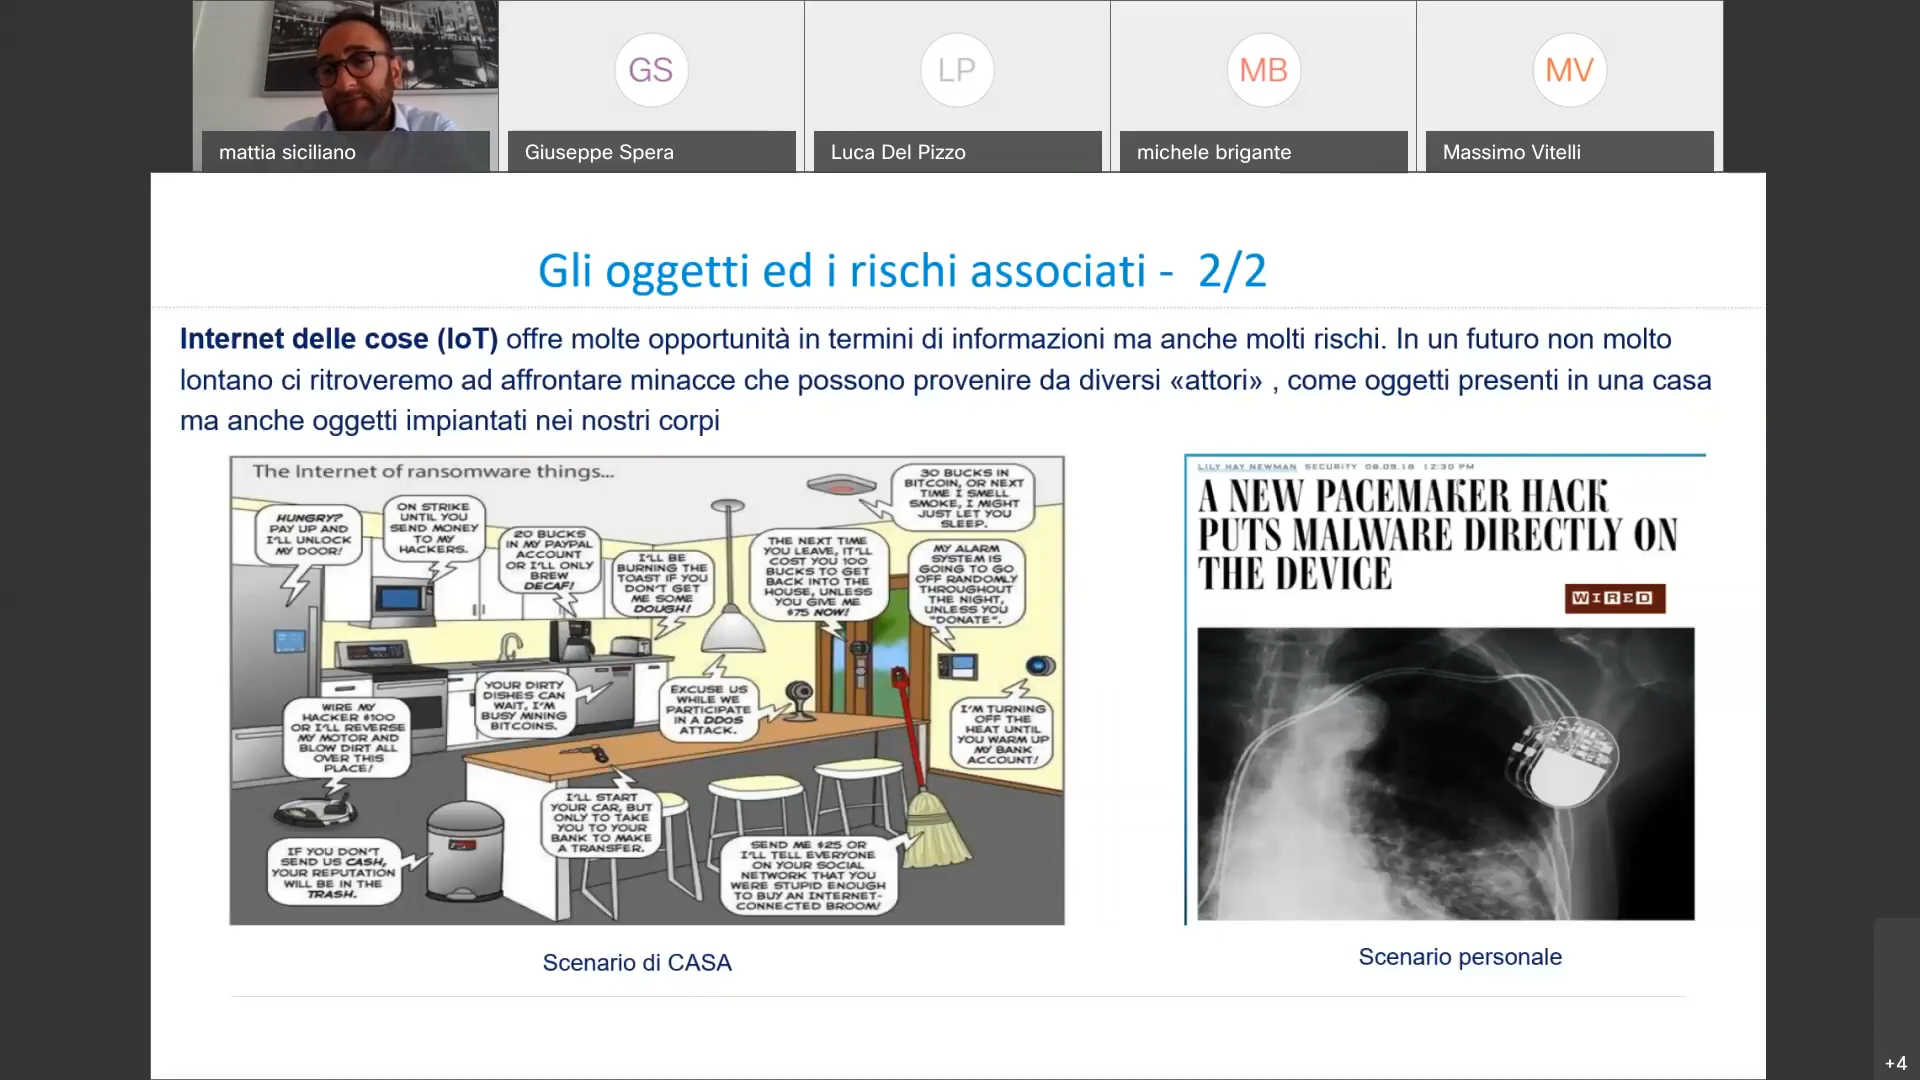 GS
LP
MB
MV
mattia siciliano
Giuseppe Spera
Luca Del Pizzo
michele brigante
Massimo Vitelli
Gli oggetti ed i rischi associati - 2/2
Internet delle cose (IoT) offre molte opportunità in termini di informazioni ma anche molti rischi. In un futuro non molto
lontano ci ritroveremo ad affrontare minacce che possono provenire da diversi «attori» , come oggetti presenti in una casa
ma anche oggetti impiantati nei nostri corpi
The Internet of ransomware things...
HUNGRY?
PAY UP AND
I'LL UNLOCK
MY DOOR!
ON STRIKE
UNTIL YOU
SEND MONEY
TO MY
HACKERS.
20 BUCKS
IN MY PAYPAL
ACCOUNT
OR I'LL ONLY
BREW
DECAF!
I'LL BE
BURNING THE
TOAST IF YOU
DON'T GET
ME SOME
DOUGH!
THE NEXT TIME
YOU LEAVE, IT'LL
COST YOU 100
BUCKS TO GET
BACK INTO THE
HOUSE, UNLESS
YOU GIVE ME
$75 NOW!
30 BUCKS IN
BITCOIN, OR NEXT
TIME I SMELL
SMOKE, I MIGHT
JUST LET YOU
SLEEP.
MY ALARM
SYSTEM IS
GOING TO GO
OFF RANDOMLY
THROUGHOUT
THE NIGHT,
UNLESS YOU
"DONATE".
WIRE MY
HACKER $100
OR I'LL REVERSE
MY MOTOR AND
BLOW DIRT ALL
OVER THIS
PLACE!
YOUR DIRTY
DISHES CAN
WAIT, I'M
BUSY MINING
BITCOINS.
EXCUSE US
WHILE WE
PARTICIPATE
IN A DDOS
ATTACK.
I'M TURNING
OFF THE
HEAT UNTIL
YOU WARM UP
MY BANK
ACCOUNT!
IF YOU DON'T
SEND US CASH,
YOUR REPUTATION
WILL BE IN THE
TRASH.
I'LL START
YOUR CAR, BUT
ONLY TO TAKE
YOU TO YOUR
BANK TO MAKE
A TRANSFER.
SEND ME $25 OR
I'LL TELL EVERYONE
ON YOUR SOCIAL
NETWORK THAT YOU
WERE STUPID ENOUGH
TO BUY AN INTERNET-
CONNECTED BROOM!
Scenario di CASA
LILY HAY NEWMAN SECURITY 08.09.18 12:30 PM
A NEW PACEMAKER HACK
PUTS MALWARE DIRECTLY ON
THE DEVICE
WIRED
Scenario personale
+4